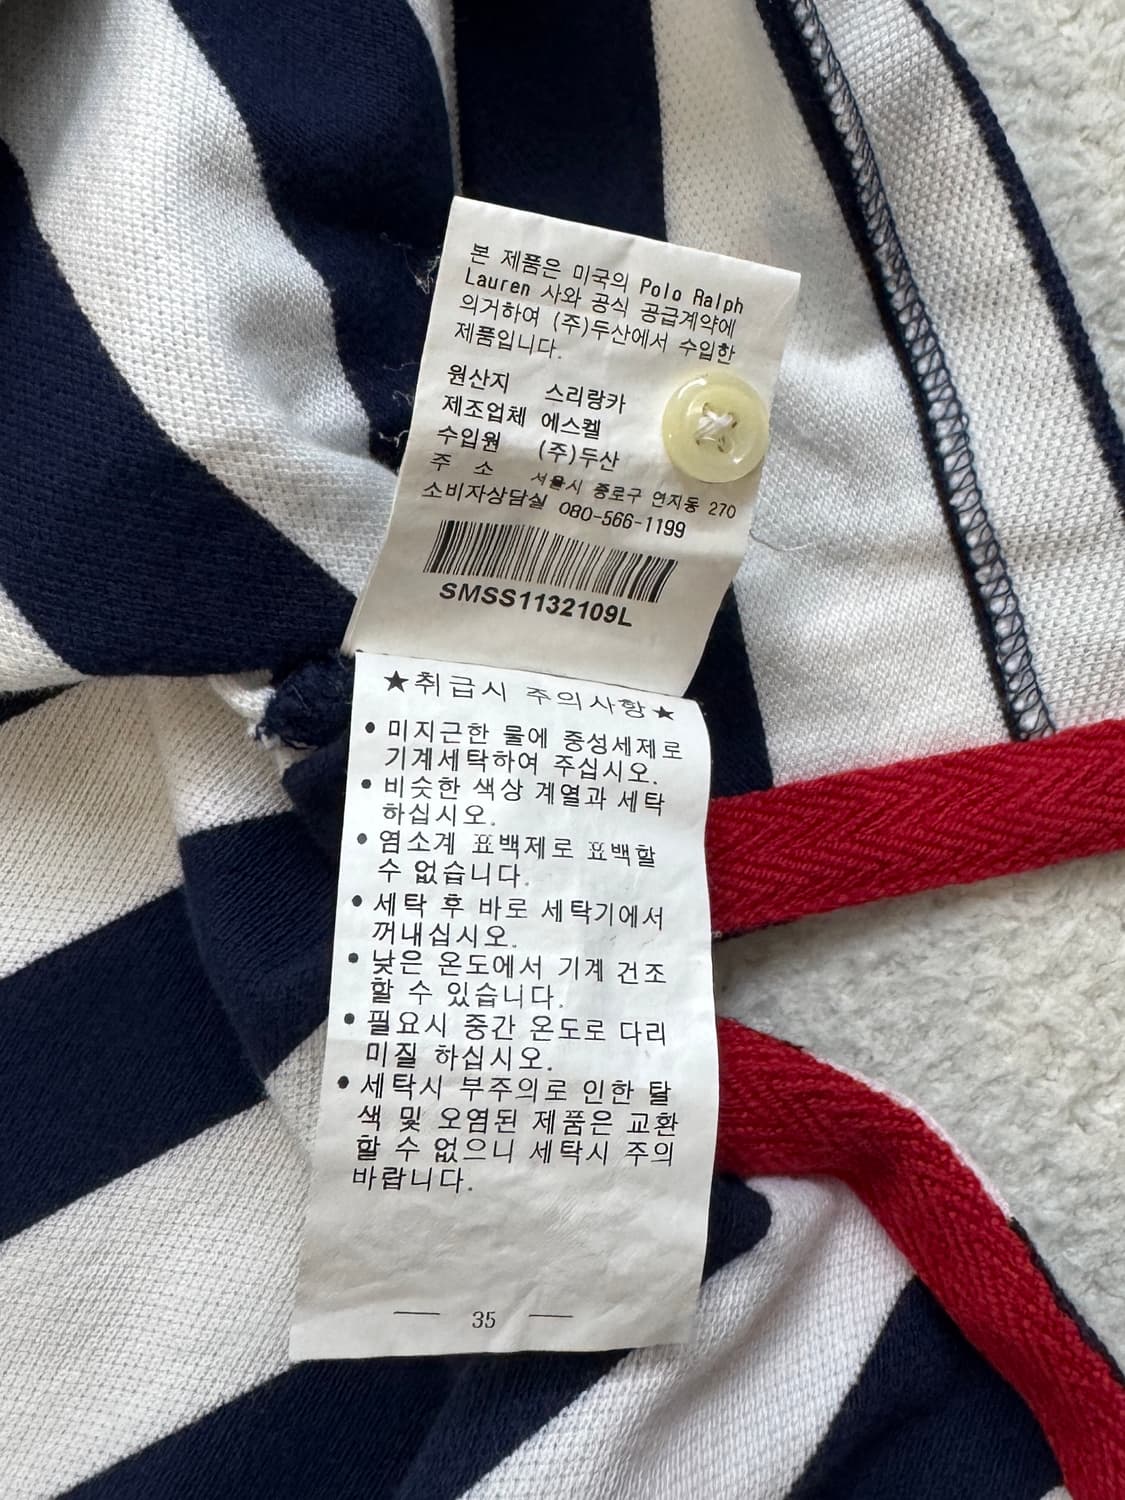 본 제품은 미국의 Polo Ralph
Lauren 사와 공식 공급계약에
의거하여 (주)두산에서 수입한
제품입니다.
원산지 스리랑카
제조업체 에스켈
수입원 (주)두산
주 소 서울시 종로구 연지동 270
소비자상담실 080-566-1199
SMSS1132109L
★취급시 주의사항★
• 미지근한 물에 중성세제로
기계세탁하여 주십시오.
• 비슷한 색상 계열과 세탁
하십시오.
• 염소계 표백제로 표백할
수 없습니다.
• 세탁 후 바로 세탁기에서
꺼내십시오.
• 낮은 온도에서 기계 건조
할 수 있습니다.
• 필요시 중간 온도로 다리
미질 하십시오.
• 세탁시 부주의로 인한 탈
색 및 오염된 제품은 교환
할 수 없으니 세탁시 주의
바랍니다.
— 35 —